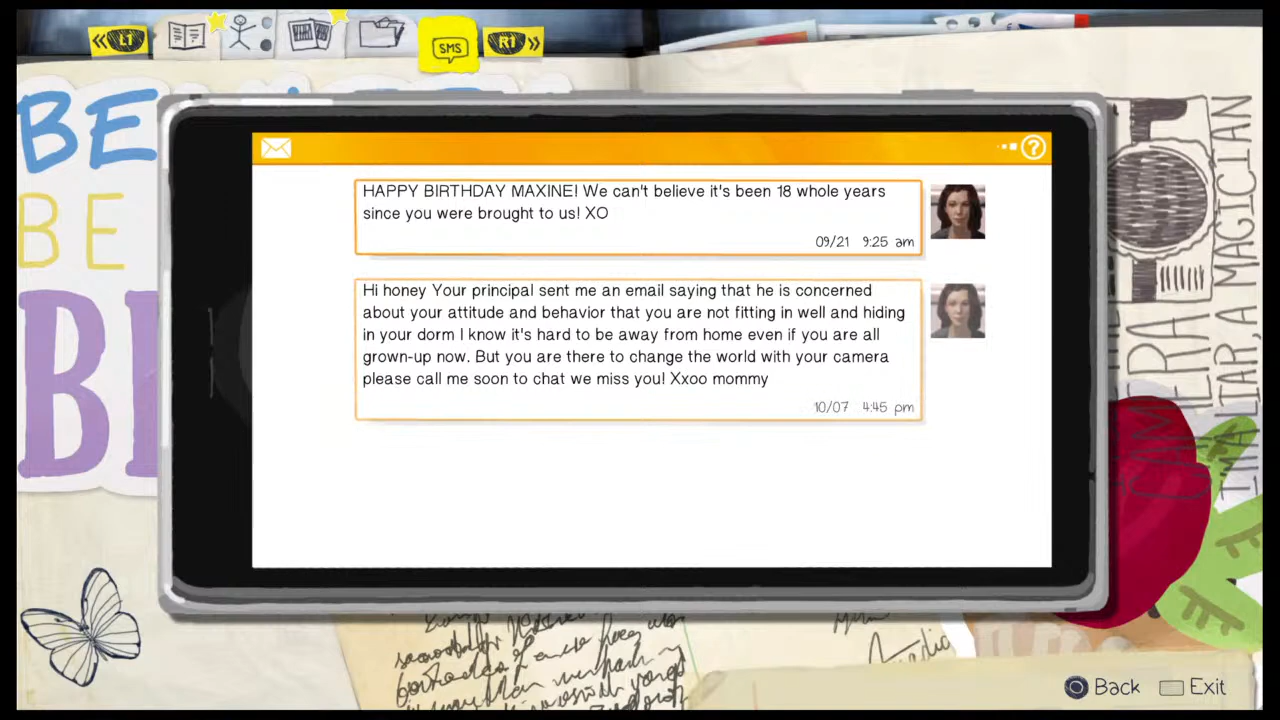 L1
SMS
R1
BE
BE
HAPPY BIRTHDAY MAXINE! We can't believe it's been 18 whole years
since you were brought to us! XO
09/21 9:25 am
Hi honey Your principal sent me an email saying that he is concerned
about your attitude and behavior that you are not fitting in well and hiding
in your dorm I know it's hard to be away from home even if you are all
grown-up now. But you are there to change the world with your camera
please call me soon to chat we miss you! Xxoo mommy
10/07 4:45 pm
?
I'M A LIAR, A MAGICIAN
Back
Exit